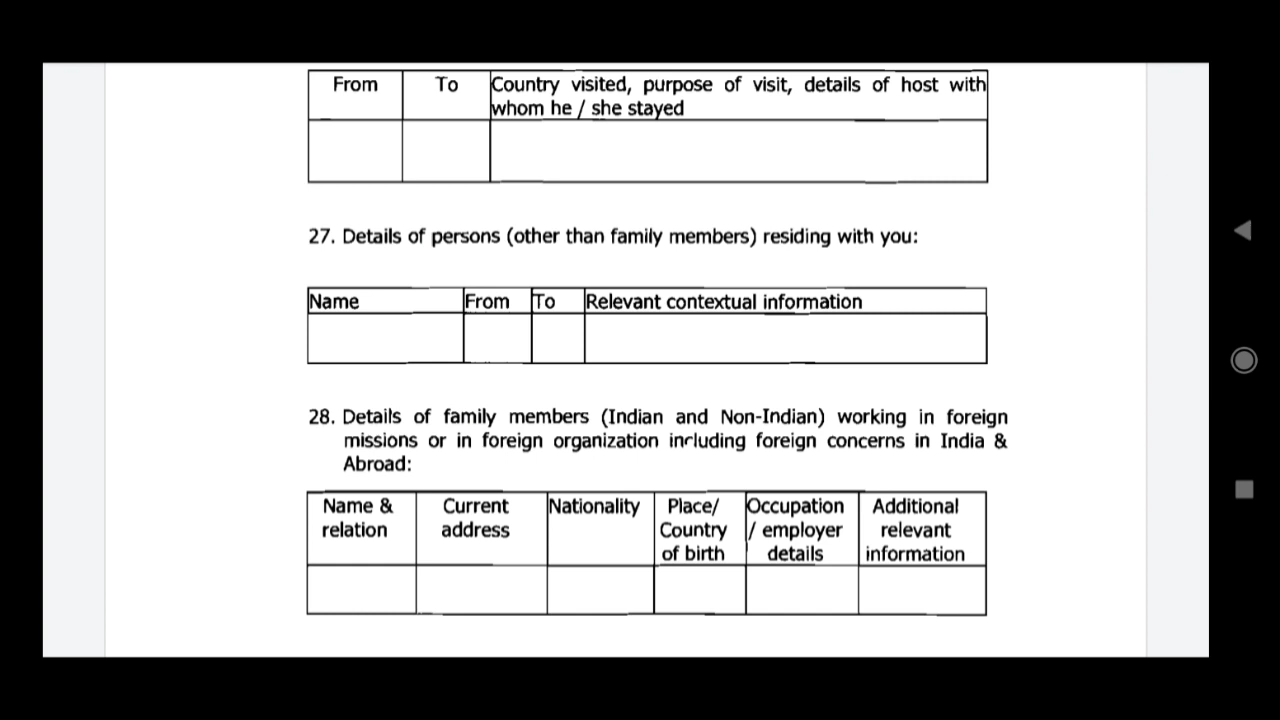 From To Country visited, purpose of visit, details of host with
whom he / she stayed
27. Details of persons (other than family members) residing with you:
Name From To Relevant contextual information
28. Details of family members (Indian and Non-Indian) working in foreign
missions or in foreign organization including foreign concerns in India &
Abroad:
Name & Current Nationality Place/ Occupation Additional
relation address Country / employer relevant
of birth details information